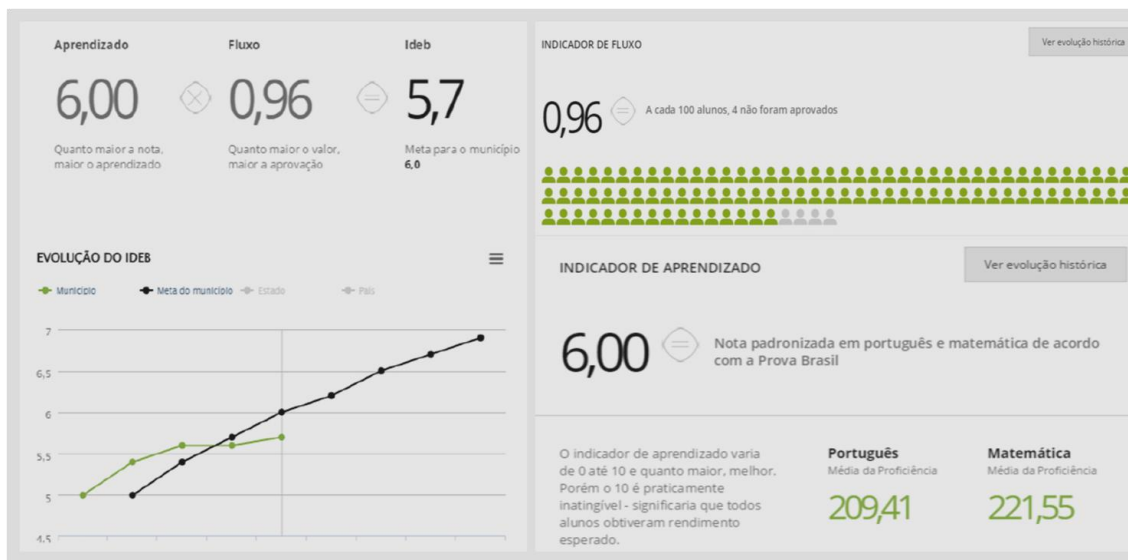 Aprendizado
Fluxo
Ideb
6,00
0,96
5,7
Quanto maior a nota,
maior o aprendizado
Quanto maior o valor,
maior a aprovação
Meta para o município
6,0
EVOLUÇÃO DO IDEB
Município
Meta do município
Estado
País
7
6,5
6
5,5
5
4,5
INDICADOR DE FLUXO
Ver evolução histórica
0,96
A cada 100 alunos, 4 não foram aprovados
INDICADOR DE APRENDIZADO
Ver evolução histórica
6,00
Nota padronizada em português e matemática de acordo
com a Prova Brasil
O indicador de aprendizado varia
de 0 até 10 e quanto maior, melhor.
Porém o 10 é praticamente
inatingível - significaria que todos
alunos obtiveram rendimento
esperado.
Português
Média da Proficiência
209,41
Matemática
Média da Proficiência
221,55